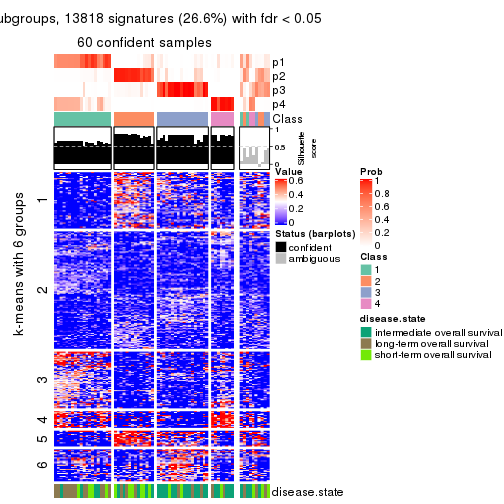 ubgroups, 13818 signatures (26.6%) with fdr < 0.05
60 confident samples
p1
p2
p3
p4
Class
1
0.5
0
Silhouette
score
k-means with 6 groups
1
2
3
4
5
6
disease.state
Value
0.6
0.4
0.2
0
Status (barplots)
confident
ambiguous
Prob
1
0.8
0.6
0.4
0.2
0
Class
1
2
3
4
disease.state
intermediate overall survival
long-term overall survival
short-term overall survival